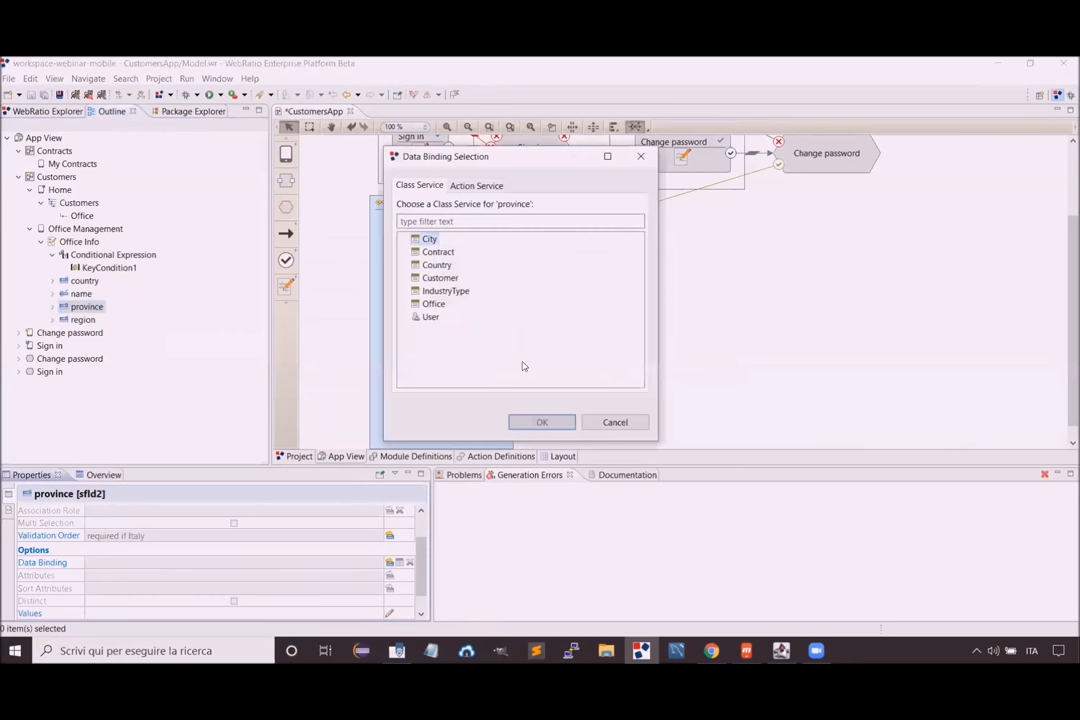 workspace-webinar-mobile - CustomersApp/Model.wr - WebRatio Enterprise Platform Beta
File Edit View Navigate Search Project Run Window Help
WebRatio Explorer Outline Package Explorer
*CustomersApp
100 %
App View
Contracts
My Contracts
Customers
Home
Customers
Office
Office Management
Office Info
Conditional Expression
KeyCondition1
country
name
province
region
Change password
Sign in
Change password
Sign in
Sign in
Change password
Change password
Data Binding Selection
Class Service Action Service
Choose a Class Service for 'province':
type filter text
City
Contract
Country
Customer
IndustryType
Office
User
OK Cancel
Project App View Module Definitions Action Definitions Layout
Properties Overview
province [sfld2]
Association Role
Multi Selection
Validation Order required if Italy
Options
Data Binding
Attributes
Sort Attributes
Distinct
Values
Problems Generation Errors Documentation
0 item(s) selected
Scrivi qui per eseguire la ricerca
ITA